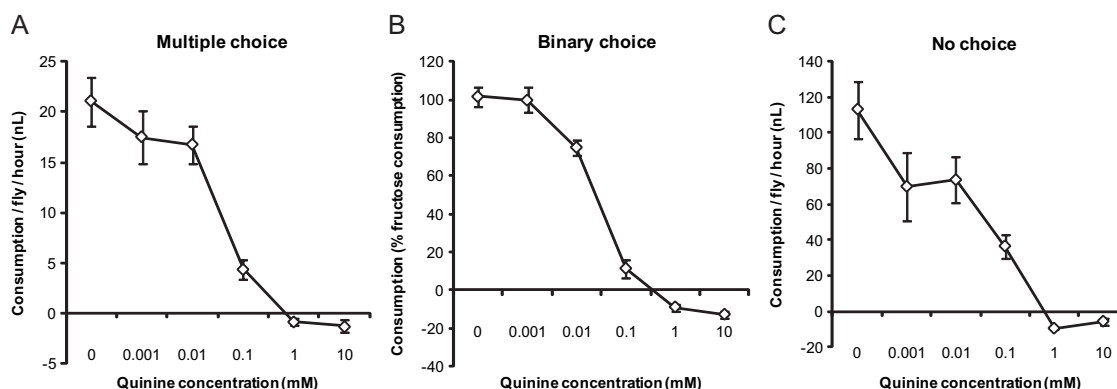 A
Multiple choice
Consumption / fly / hour (nL)
25
20
15
10
5
0
-5
0 0.001 0.01 0.1 1 10
Quinine concentration (mM)
B
Binary choice
Consumption (% fructose consumption)
120
100
80
60
40
20
0
-20
-40
0 0.001 0.01 0.1 1 10
Quinine concentration (mM)
C
No choice
Consumption / fly / hour (nL)
140
120
100
80
60
40
20
0
-20
0 0.001 0.01 0.1 1 10
Quinine concentration (mM)